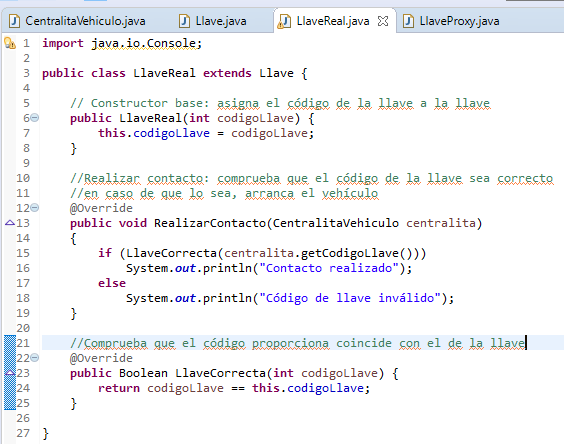 CentralitaVehiculo.java Llave.java LlaveReal.java LlaveProxy.java
1 import java.io.Console;
2
3 public class LlaveReal extends Llave {
4
5 // Constructor base: asigna el código de la llave a la llave
6 public LlaveReal(int codigoLlave) {
7 this.codigoLlave = codigoLlave;
8 }
9
10 //Realizar contacto: comprueba que el código de la llave sea correcto
11 //en caso de que lo sea, arranca el vehículo
12 @Override
13 public void RealizarContacto(CentralitaVehiculo centralita)
14 {
15 if (LlaveCorrecta(centralita.getCodigoLlave()))
16 System.out.println("Contacto realizado");
17 else
18 System.out.println("Código de llave inválido");
19 }
20
21 //Comprueba que el código proporciona coincide con el de la llave
22 @Override
23 public Boolean LlaveCorrecta(int codigoLlave) {
24 return codigoLlave == this.codigoLlave;
25 }
26
27 }